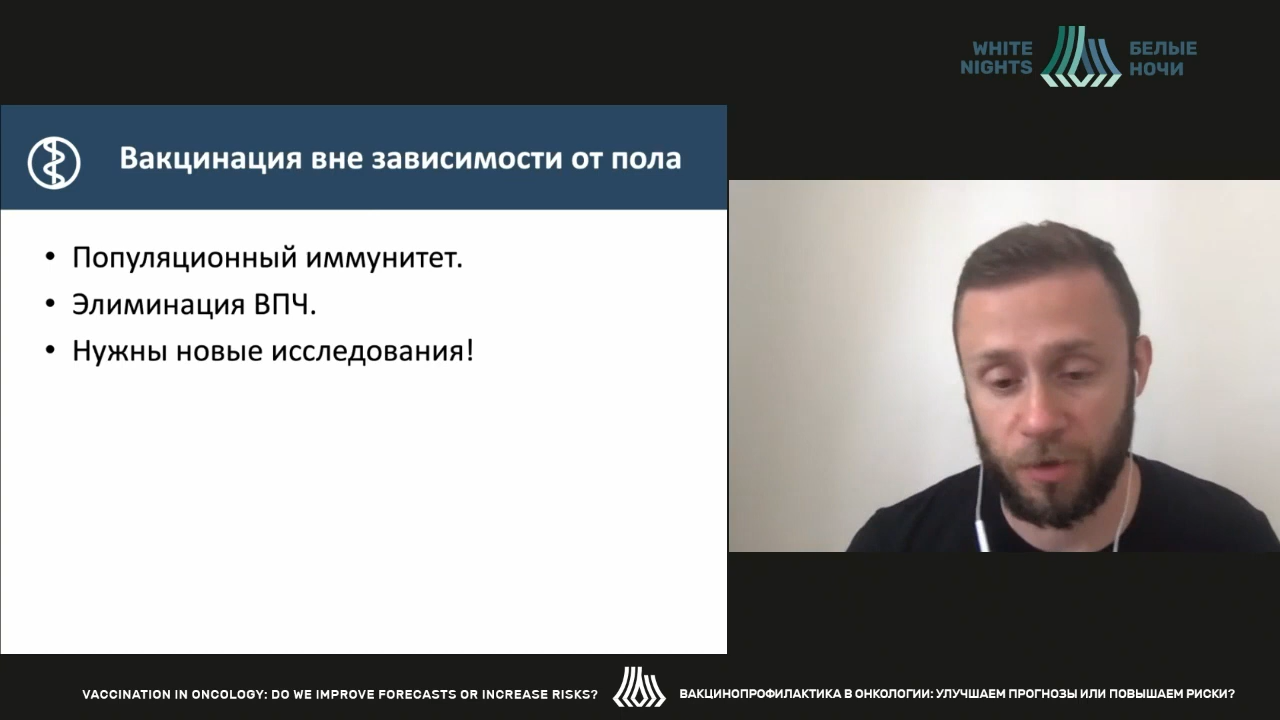 WHITE
NIGHTS
БЕЛЫЕ
НОЧИ
Вакцинация вне зависимости от пола
• Популяционный иммунитет.
• Элиминация ВПЧ.
• Нужны новые исследования!
VACCINATION IN ONCOLOGY: DO WE IMPROVE FORECASTS OR INCREASE RISKS?
ВАКЦИНОПРОФИЛАКТИКА В ОНКОЛОГИИ: УЛУЧШАЕМ ПРОГНОЗЫ ИЛИ ПОВЫШАЕМ РИСКИ?